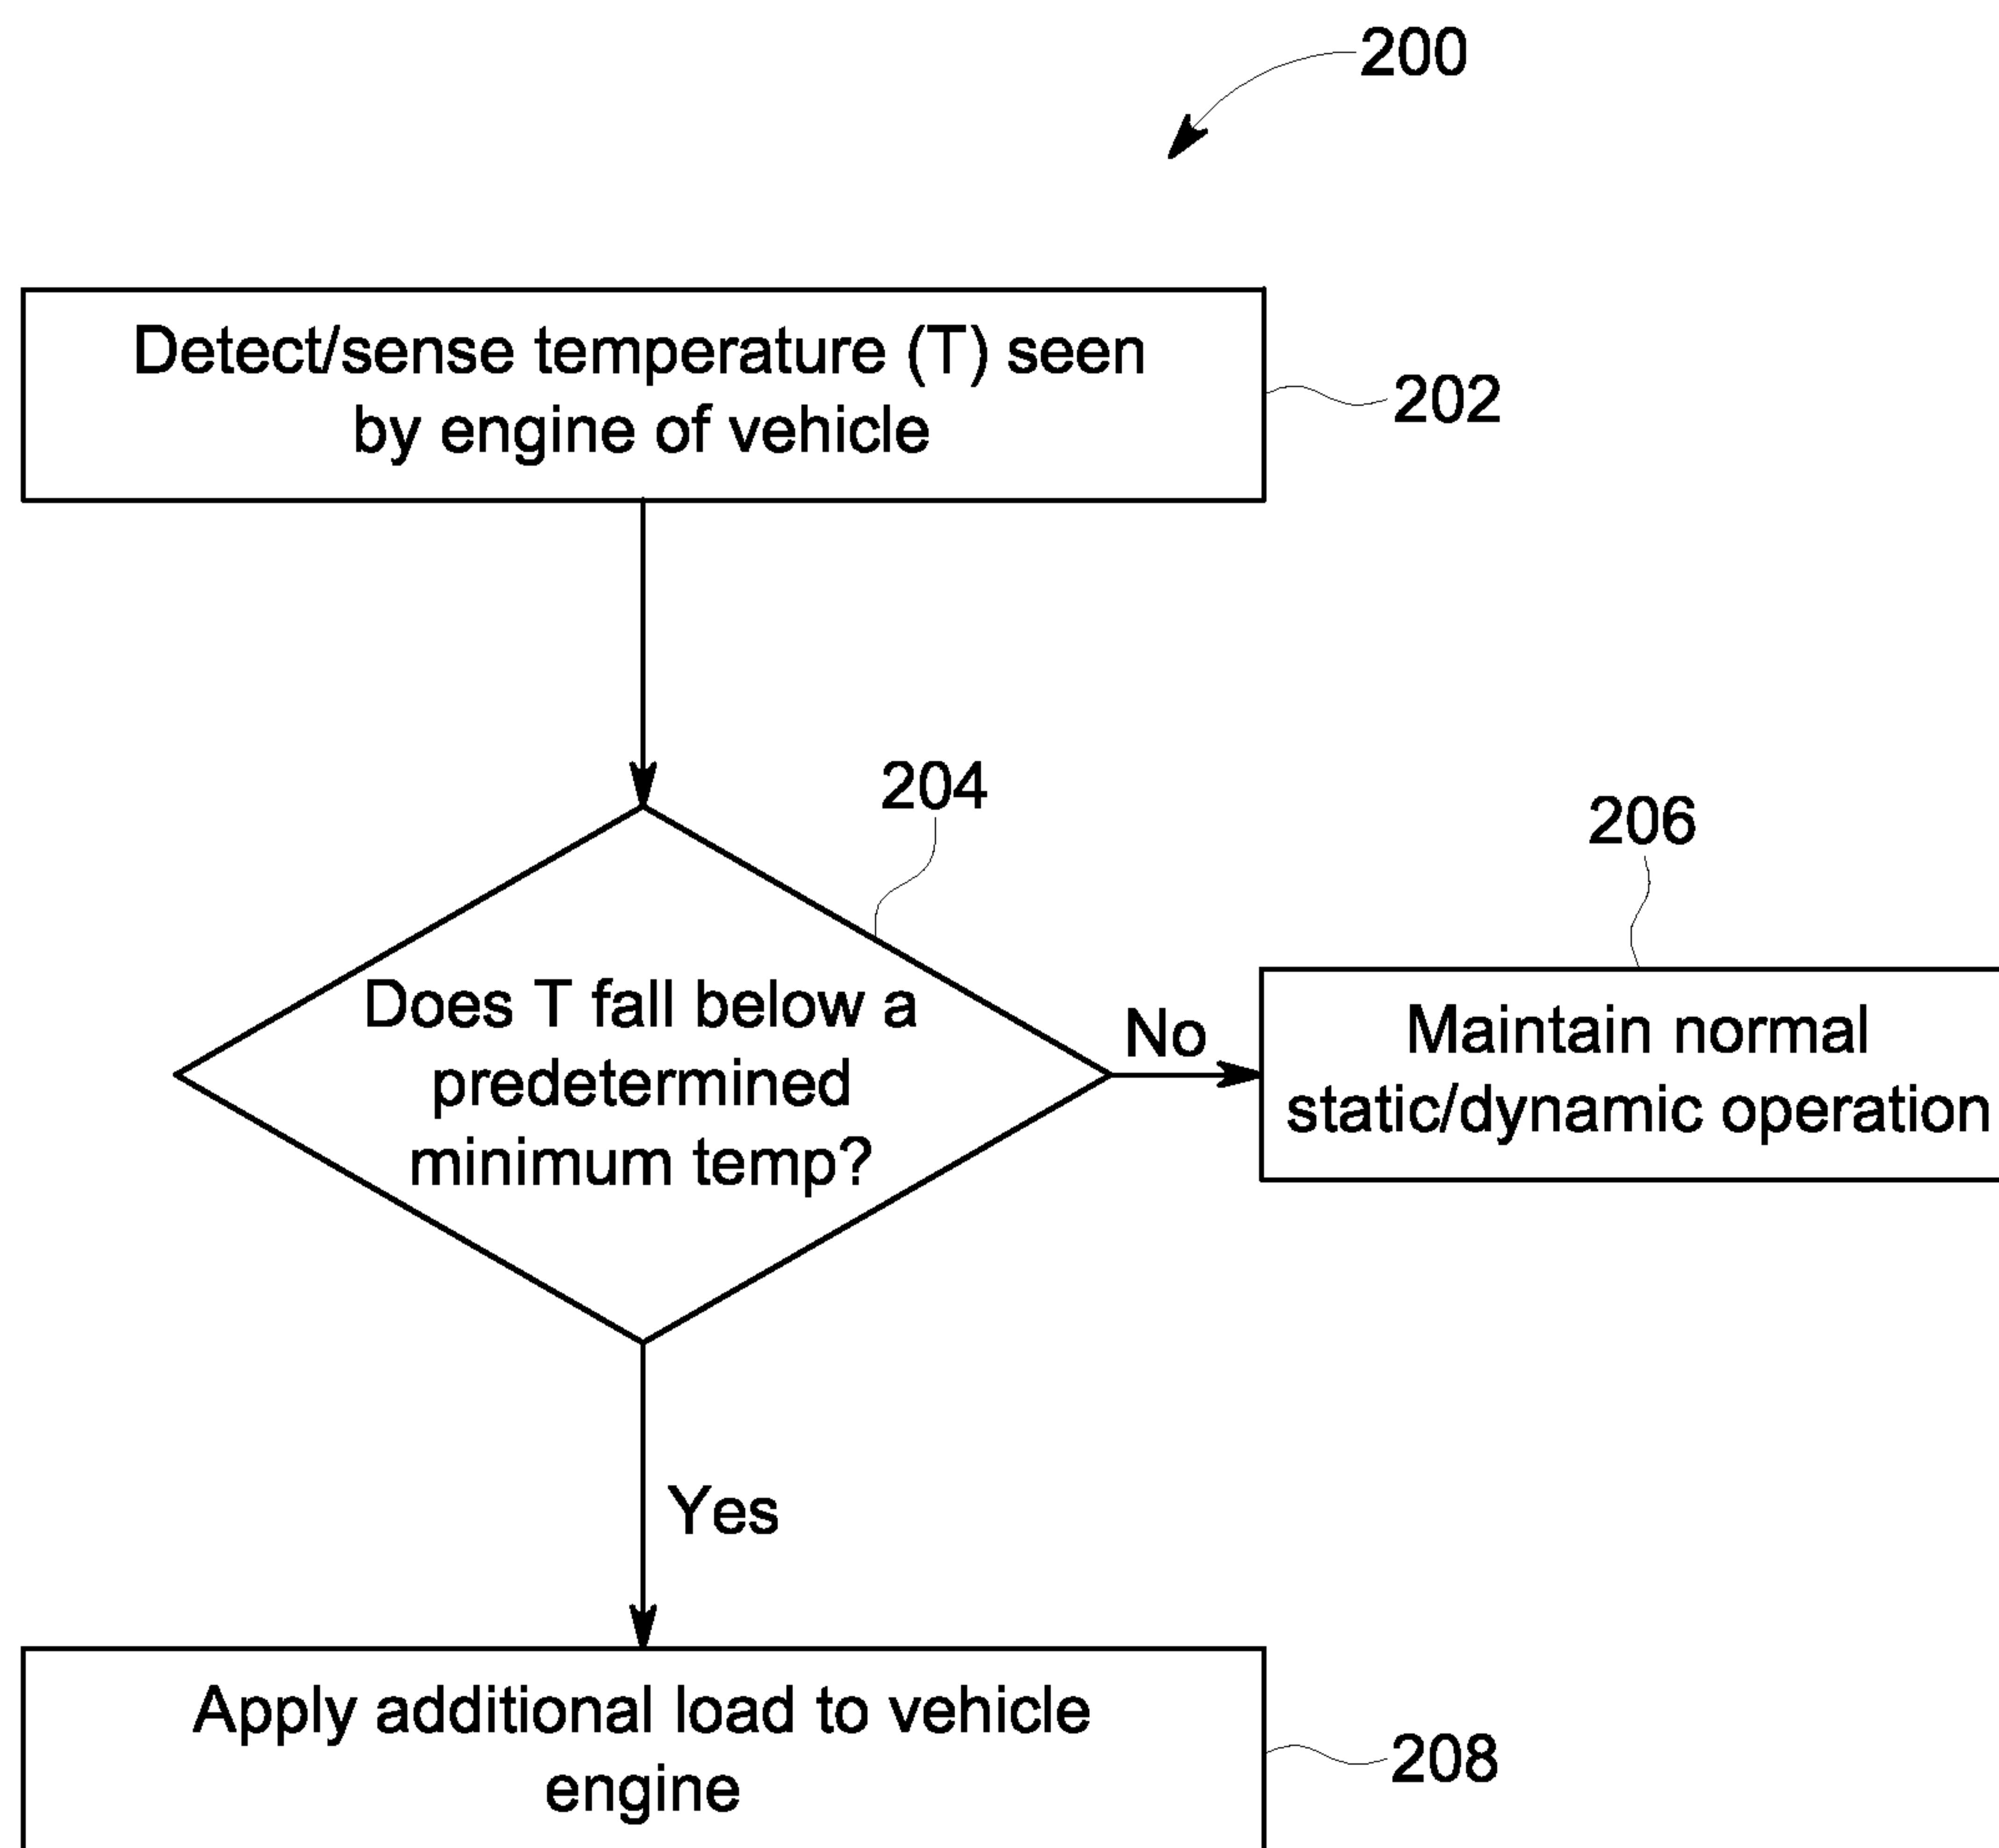 200
Detect/sense temperature (T) seen
by engine of vehicle
202
204
Does T fall below a
predetermined
minimum temp?
No
206
Maintain normal
static/dynamic operation
Yes
Apply additional load to vehicle
engine
208